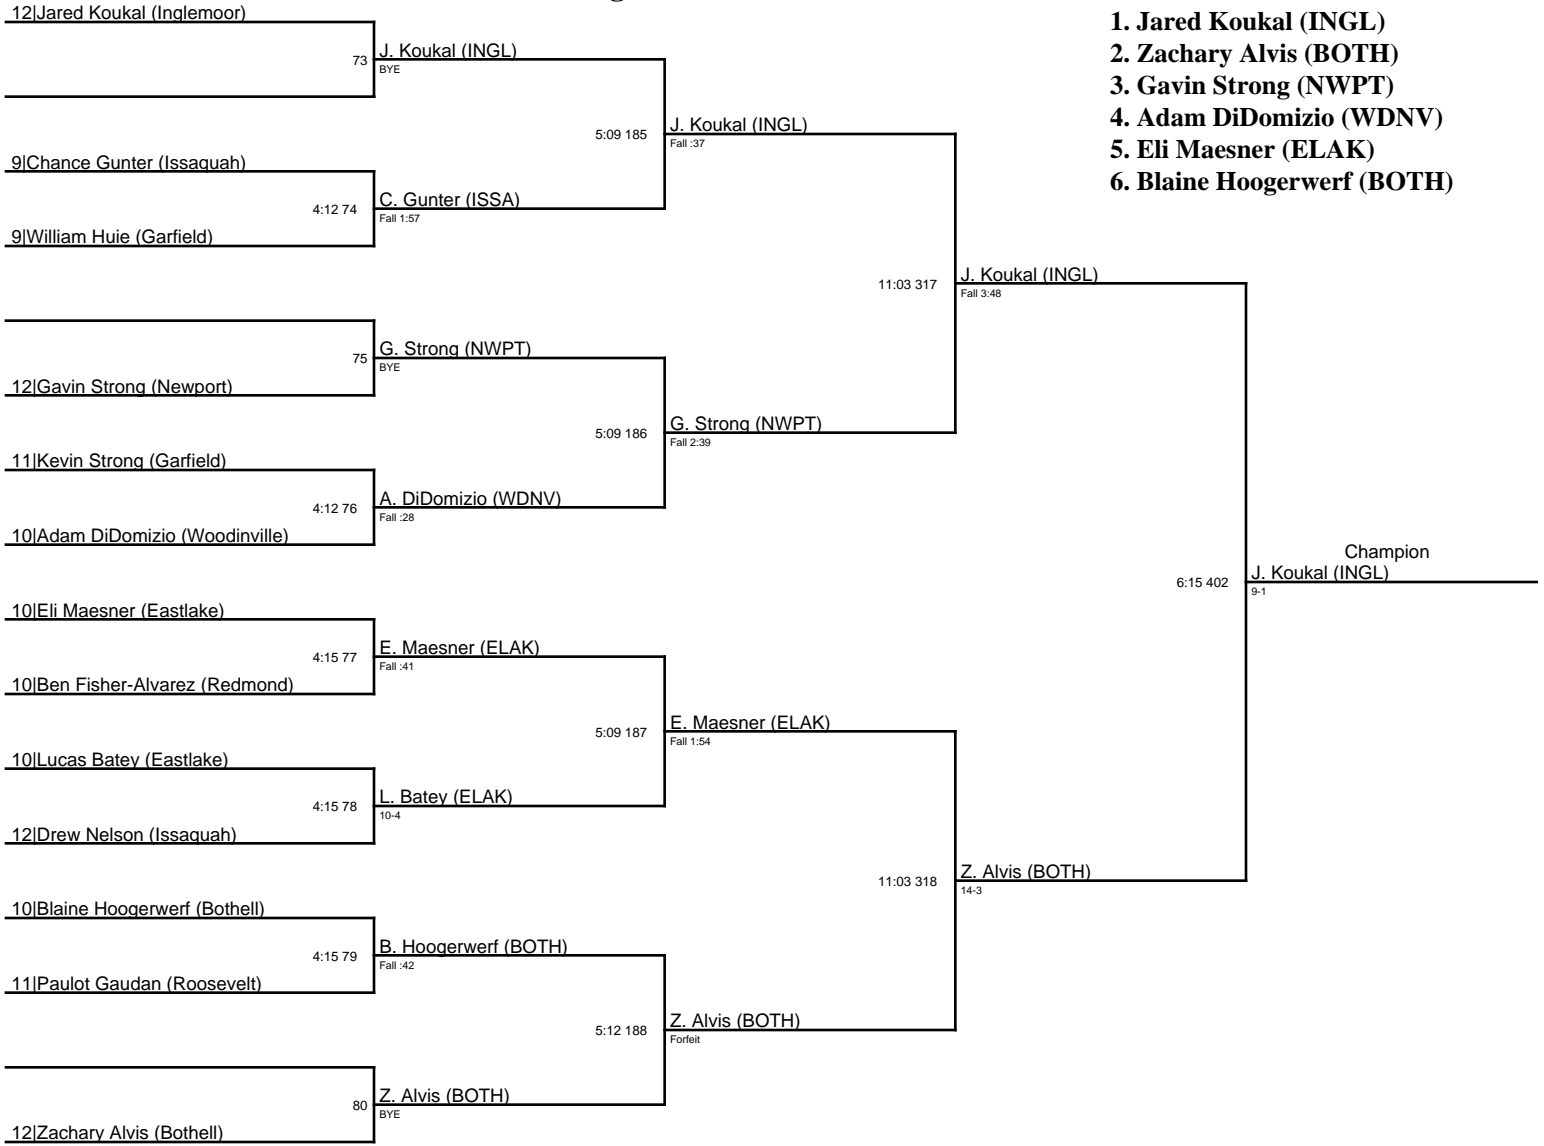 12|Jared Koukal (Inglemoor)
73
J. Koukal (INGL)
BYE
5:09 185
J. Koukal (INGL)
Fall :37
9|Chance Gunter (Issaquah)
4:12 74
C. Gunter (ISSA)
Fall 1:57
9|William Huie (Garfield)
11:03 317
J. Koukal (INGL)
Fall 3:48
75
G. Strong (NWPT)
BYE
12|Gavin Strong (Newport)
5:09 186
G. Strong (NWPT)
Fall 2:39
11|Kevin Strong (Garfield)
4:12 76
A. DiDomizio (WDNV)
Fall :28
10|Adam DiDomizio (Woodinville)
Champion
6:15 402
J. Koukal (INGL)
9-1
10|Eli Maesner (Eastlake)
4:15 77
E. Maesner (ELAK)
Fall :41
10|Ben Fisher-Alvarez (Redmond)
5:09 187
E. Maesner (ELAK)
Fall 1:54
10|Lucas Batey (Eastlake)
4:15 78
L. Batey (ELAK)
10-4
12|Drew Nelson (Issaquah)
11:03 318
Z. Alvis (BOTH)
14-3
10|Blaine Hoogerwerf (Bothell)
4:15 79
B. Hoogerwerf (BOTH)
Fall :42
11|Paulot Gaudan (Roosevelt)
5:12 188
Z. Alvis (BOTH)
Forfeit
80
Z. Alvis (BOTH)
BYE
12|Zachary Alvis (Bothell)
1. Jared Koukal (INGL)
2. Zachary Alvis (BOTH)
3. Gavin Strong (NWPT)
4. Adam DiDomizio (WDNV)
5. Eli Maesner (ELAK)
6. Blaine Hoogerwerf (BOTH)